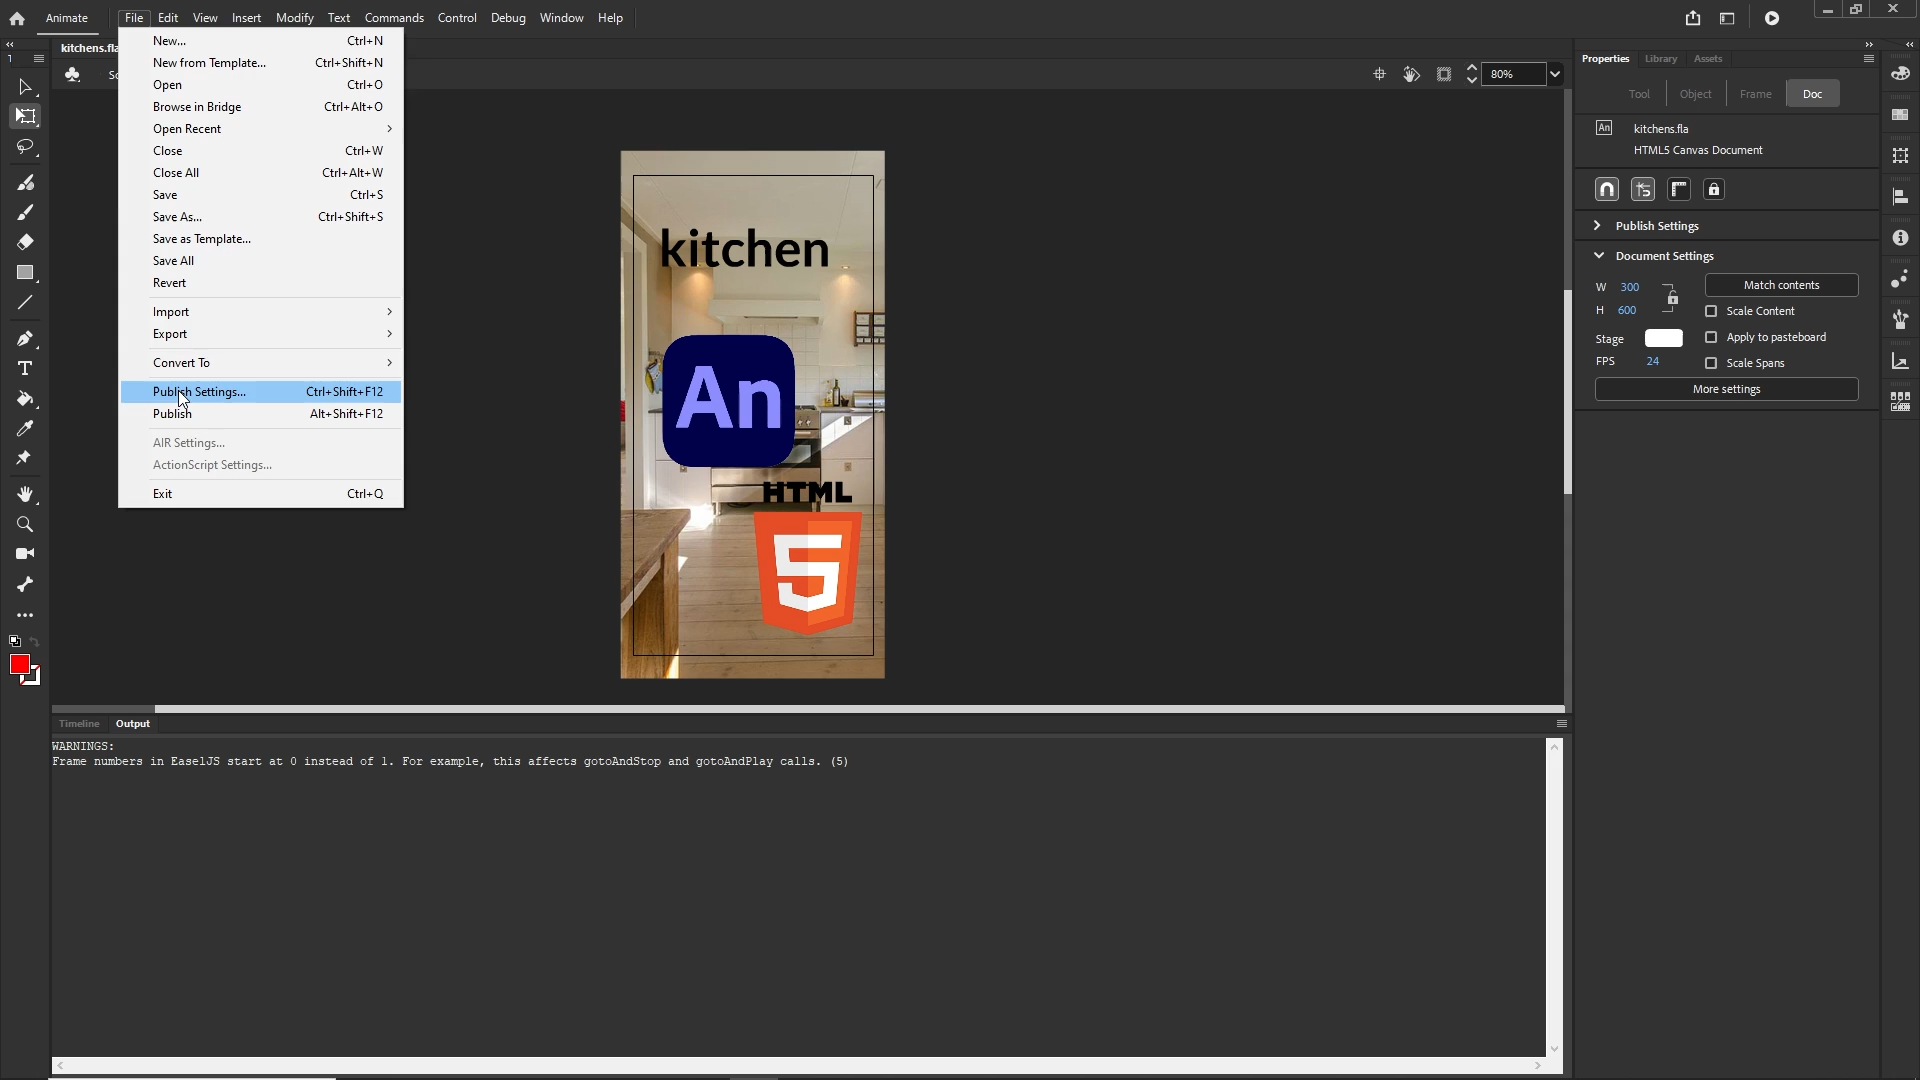 Animate
File Edit View Insert Modify Text Commands Control Debug Window Help
kitchens.fla
New... Ctrl+N
New from Template... Ctrl+Shift+N
Open Ctrl+O
Browse in Bridge Ctrl+Alt+O
Open Recent
Close Ctrl+W
Close All Ctrl+Alt+W
Save Ctrl+S
Save As... Ctrl+Shift+S
Save as Template...
Save All
Revert
Import
Export
Convert To
Publish Settings... Ctrl+Shift+F12
Publish Alt+Shift+F12
AIR Settings...
ActionScript Settings...
Exit Ctrl+Q
80%
kitchen
An
HTML
5
Properties Library Assets
Tool Object Frame Doc
An kitchens.fla
HTML5 Canvas Document
Publish Settings
Document Settings
W 300 Match contents
H 600 Scale Content
Stage Apply to pasteboard
FPS 24 Scale Spans
More settings
Timeline Output
WARNINGS:
Frame numbers in EaselJS start at 0 instead of 1. For example, this affects gotoAndStop and gotoAndPlay calls. (5)